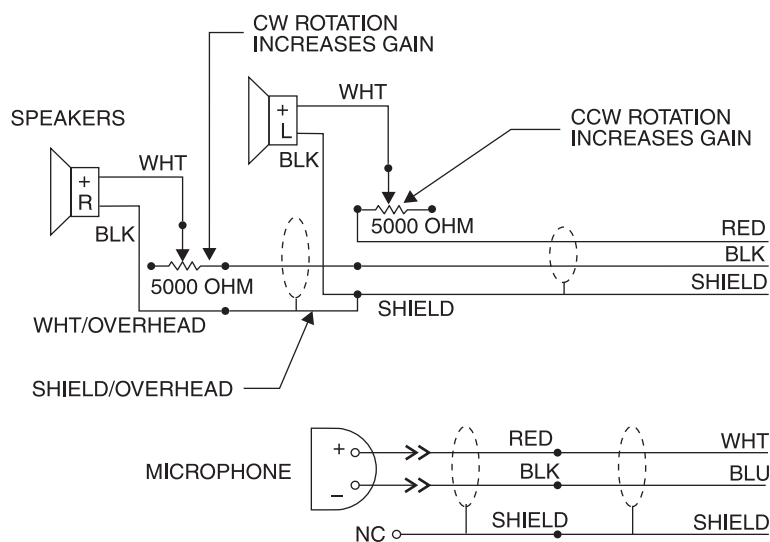 CW ROTATION
INCREASES GAIN
WHT
SPEAKERS
+
L
CCW ROTATION
INCREASES GAIN
WHT
BLK
+
R
BLK
5000 OHM
RED
BLK
5000 OHM
SHIELD
SHIELD
WHT/OVERHEAD
SHIELD/OVERHEAD
MICROPHONE
+
RED
WHT
−
BLK
BLU
NC
SHIELD
SHIELD